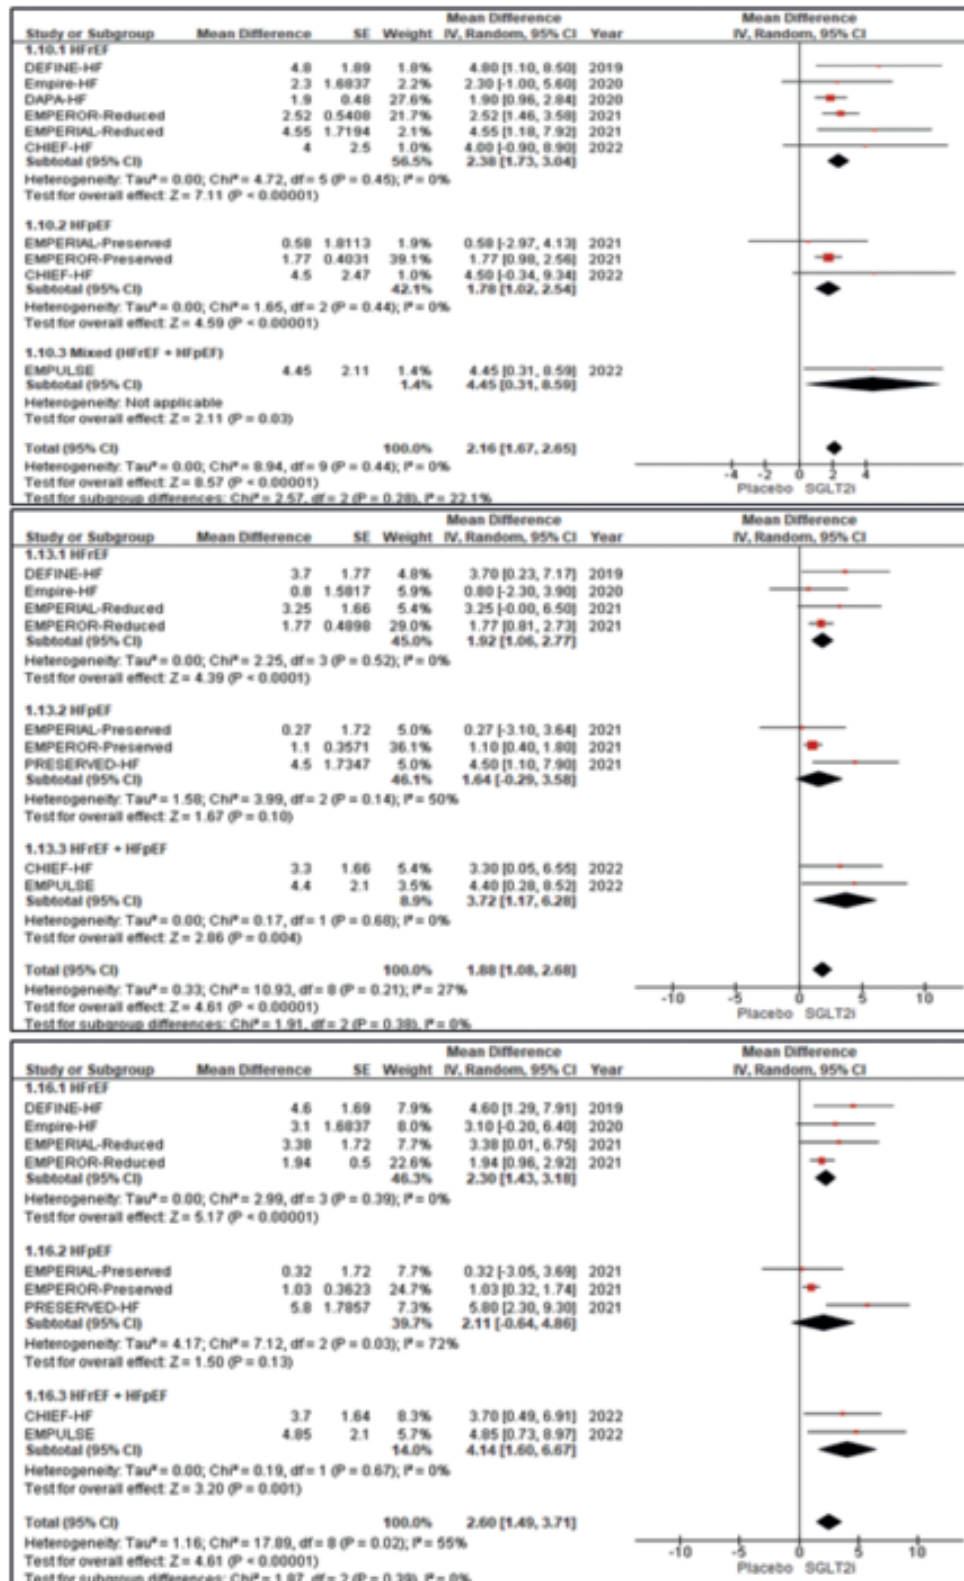 Mean Difference Mean Difference
Study or Subgroup Mean Difference SE Weight IV, Random, 95% CI Year IV, Random, 95% CI
1.10.1 HFrEF
DEFINE-HF 4.8 1.89 1.8% 4.80 [1.10, 8.50] 2019
Empire-HF 2.3 1.6837 2.2% 2.30 [-1.00, 5.60] 2020
DAPA-HF 1.9 0.48 27.6% 1.90 [0.96, 2.84] 2020
EMPEROR-Reduced 2.52 0.5408 21.7% 2.52 [1.46, 3.58] 2021
EMPERIAL-Reduced 4.55 1.7194 2.1% 4.55 [1.18, 7.92] 2021
CHIEF-HF 4 2.5 1.0% 4.00 [-0.90, 8.90] 2022
Subtotal (95% CI) 56.5% 2.38 [1.73, 3.04]
Heterogeneity: Tau² = 0.00; Chi² = 4.72, df = 5 (P = 0.45); I² = 0%
Test for overall effect: Z = 7.11 (P < 0.00001)
1.10.2 HFpEF
EMPERIAL-Preserved 0.58 1.8113 1.9% 0.58 [-2.97, 4.13] 2021
EMPEROR-Preserved 1.77 0.4031 39.1% 1.77 [0.98, 2.56] 2021
CHIEF-HF 4.5 2.47 1.0% 4.50 [-0.34, 9.34] 2022
Subtotal (95% CI) 42.1% 1.78 [1.02, 2.54]
Heterogeneity: Tau² = 0.00; Chi² = 1.65, df = 2 (P = 0.44); I² = 0%
Test for overall effect: Z = 4.59 (P < 0.00001)
1.10.3 Mixed (HFrEF + HFpEF)
EMPULSE 4.45 2.11 1.4% 4.45 [0.31, 8.59] 2022
Subtotal (95% CI) 1.4% 4.45 [0.31, 8.59]
Heterogeneity: Not applicable
Test for overall effect: Z = 2.11 (P = 0.03)
Total (95% CI) 100.0% 2.16 [1.67, 2.65]
Heterogeneity: Tau² = 0.00; Chi² = 8.94, df = 9 (P = 0.44); I² = 0%
Test for overall effect: Z = 8.57 (P < 0.00001)
Test for subgroup differences: Chi² = 2.57, df = 2 (P = 0.28), I² = 22.1%
-4 -2 0 2 4
Placebo SGLT2i
Mean Difference Mean Difference
Study or Subgroup Mean Difference SE Weight IV, Random, 95% CI Year IV, Random, 95% CI
1.13.1 HFrEF
DEFINE-HF 3.7 1.77 4.8% 3.70 [0.23, 7.17] 2019
Empire-HF 0.8 1.5817 5.9% 0.80 [-2.30, 3.90] 2020
EMPERIAL-Reduced 3.25 1.66 5.4% 3.25 [-0.00, 6.50] 2021
EMPEROR-Reduced 1.77 0.4898 29.0% 1.77 [0.81, 2.73] 2021
Subtotal (95% CI) 45.0% 1.92 [1.06, 2.77]
Heterogeneity: Tau² = 0.00; Chi² = 2.25, df = 3 (P = 0.52); I² = 0%
Test for overall effect: Z = 4.39 (P < 0.0001)
1.13.2 HFpEF
EMPERIAL-Preserved 0.27 1.72 5.0% 0.27 [-3.10, 3.64] 2021
EMPEROR-Preserved 1.1 0.3571 36.1% 1.10 [0.40, 1.80] 2021
PRESERVED-HF 4.5 1.7347 5.0% 4.50 [1.10, 7.90] 2021
Subtotal (95% CI) 46.1% 1.64 [-0.29, 3.58]
Heterogeneity: Tau² = 1.58; Chi² = 3.99, df = 2 (P = 0.14); I² = 50%
Test for overall effect: Z = 1.67 (P = 0.10)
1.13.3 HFrEF + HFpEF
CHIEF-HF 3.3 1.66 5.4% 3.30 [0.05, 6.55] 2022
EMPULSE 4.4 2.1 3.5% 4.40 [0.28, 8.52] 2022
Subtotal (95% CI) 8.9% 3.72 [1.17, 6.28]
Heterogeneity: Tau² = 0.00; Chi² = 0.17, df = 1 (P = 0.68); I² = 0%
Test for overall effect: Z = 2.86 (P = 0.004)
Total (95% CI) 100.0% 1.88 [1.08, 2.68]
Heterogeneity: Tau² = 0.33; Chi² = 10.93, df = 8 (P = 0.21); I² = 27%
Test for overall effect: Z = 4.61 (P < 0.00001)
Test for subgroup differences: Chi² = 1.91, df = 2 (P = 0.38), I² = 0%
-10 -5 0 5 10
Placebo SGLT2i
Mean Difference Mean Difference
Study or Subgroup Mean Difference SE Weight IV, Random, 95% CI Year IV, Random, 95% CI
1.16.1 HFrEF
DEFINE-HF 4.6 1.69 7.9% 4.60 [1.29, 7.91] 2019
Empire-HF 3.1 1.6837 8.0% 3.10 [-0.20, 6.40] 2020
EMPERIAL-Reduced 3.38 1.72 7.7% 3.38 [0.01, 6.75] 2021
EMPEROR-Reduced 1.94 0.5 22.6% 1.94 [0.96, 2.92] 2021
Subtotal (95% CI) 46.3% 2.30 [1.43, 3.18]
Heterogeneity: Tau² = 0.00; Chi² = 2.99, df = 3 (P = 0.39); I² = 0%
Test for overall effect: Z = 5.17 (P < 0.00001)
1.16.2 HFpEF
EMPERIAL-Preserved 0.32 1.72 7.7% 0.32 [-3.05, 3.69] 2021
EMPEROR-Preserved 1.03 0.3623 24.7% 1.03 [0.32, 1.74] 2021
PRESERVED-HF 5.8 1.7857 7.3% 5.80 [2.30, 9.30] 2021
Subtotal (95% CI) 39.7% 2.11 [-0.64, 4.86]
Heterogeneity: Tau² = 4.17; Chi² = 7.12, df = 2 (P = 0.03); I² = 72%
Test for overall effect: Z = 1.50 (P = 0.13)
1.16.3 HFrEF + HFpEF
CHIEF-HF 3.7 1.64 8.3% 3.70 [0.49, 6.91] 2022
EMPULSE 4.85 2.1 5.7% 4.85 [0.73, 8.97] 2022
Subtotal (95% CI) 14.0% 4.14 [1.60, 6.67]
Heterogeneity: Tau² = 0.00; Chi² = 0.19, df = 1 (P = 0.67); I² = 0%
Test for overall effect: Z = 3.20 (P = 0.001)
Total (95% CI) 100.0% 2.60 [1.49, 3.71]
Heterogeneity: Tau² = 1.16; Chi² = 17.89, df = 8 (P = 0.02); I² = 55%
Test for overall effect: Z = 4.61 (P < 0.00001)
Test for subgroup differences: Chi² = 1.87, df = 2 (P = 0.39), I² = 0%
-10 -5 0 5 10
Placebo SGLT2i